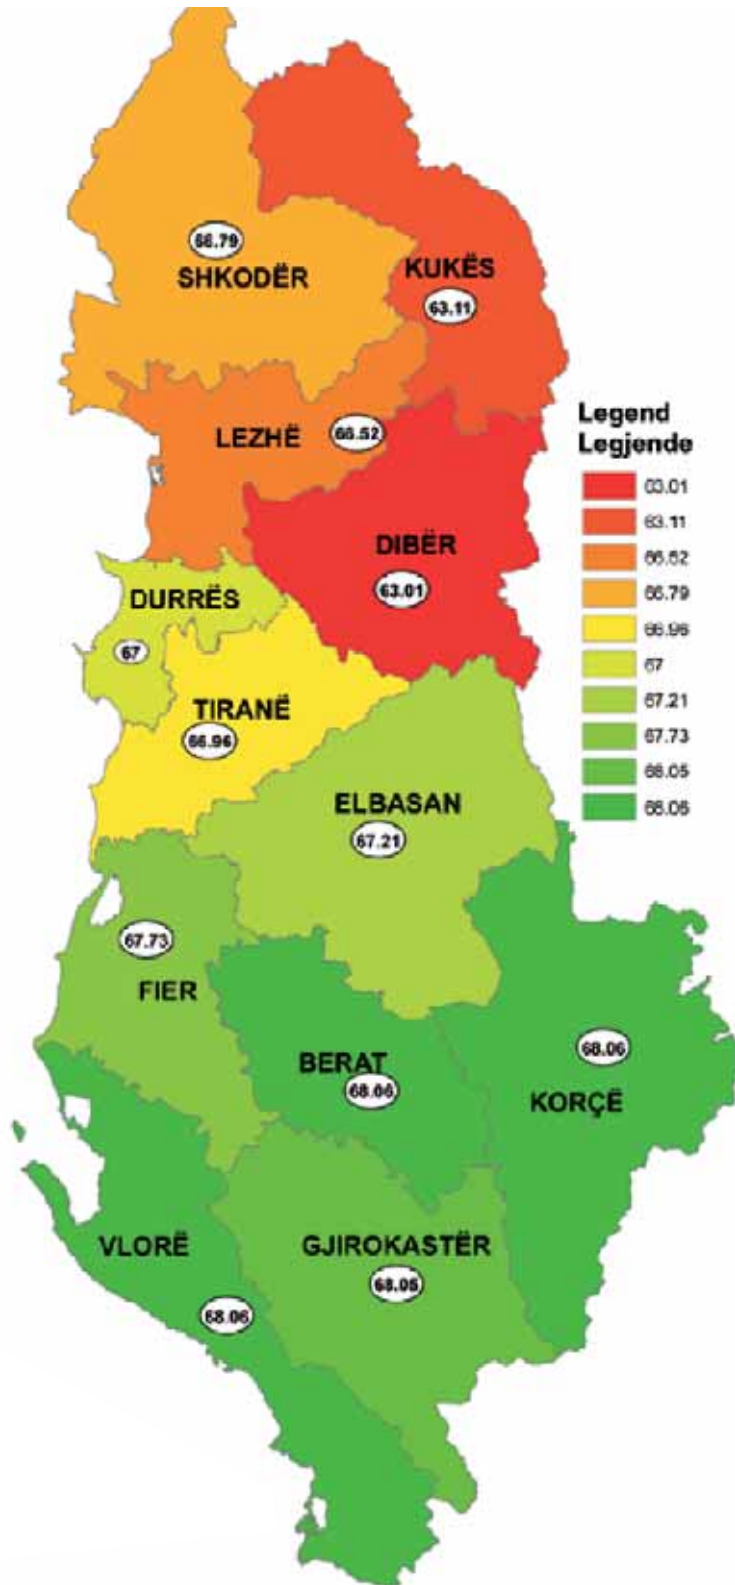 66.79
SHKODËR
KUKËS
63.11
LEZHË
66.52
Legend
Legjende
63.01
63.11
66.52
66.79
66.96
67
67.21
67.73
68.05
68.06
DIBËR
63.01
DURRËS
67
TIRANË
66.96
ELBASAN
67.21
67.73
FIER
BERAT
68.06
68.06
KORÇË
VLORË
68.06
GJIROKASTËR
68.05